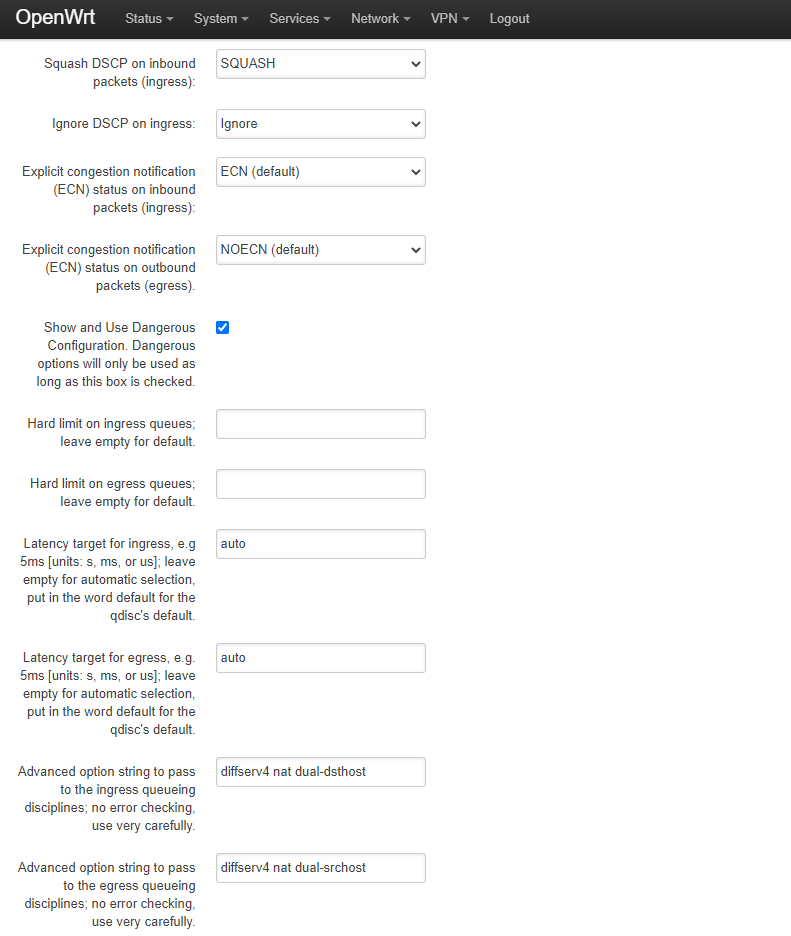 OpenWrt Status System Services Network VPN Logout
Squash DSCP on inbound
packets (ingress):
SQUASH
Ignore DSCP on ingress:
Ignore
Explicit congestion notification
(ECN) status on inbound
packets (ingress):
ECN (default)
Explicit congestion notification
(ECN) status on outbound
packets (egress).
NOECN (default)
Show and Use Dangerous
Configuration. Dangerous
options will only be used as
long as this box is checked.
Hard limit on ingress queues;
leave empty for default.
Hard limit on egress queues;
leave empty for default.
Latency target for ingress, e.g
5ms [units: s, ms, or us]; leave
empty for automatic selection,
put in the word default for the
qdisc's default.
auto
Latency target for egress, e.g.
5ms [units: s, ms, or us]; leave
empty for automatic selection,
put in the word default for the
qdisc's default.
auto
Advanced option string to pass
to the ingress queueing
disciplines; no error checking,
use very carefully.
diffserv4 nat dual-dsthost
Advanced option string to pass
to the egress queueing
disciplines; no error checking,
use very carefully.
diffserv4 nat dual-srchost